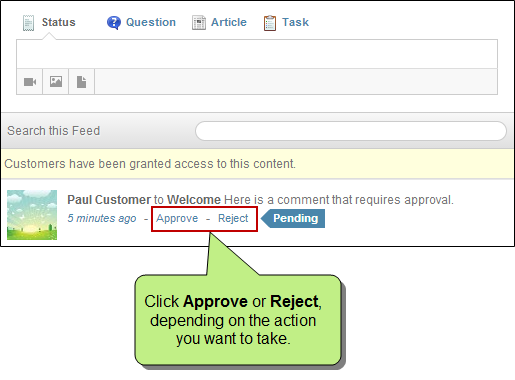 Status Question Article Task
Search this Feed
Customers have been granted access to this content.
Paul Customer to Welcome Here is a comment that requires approval.
5 minutes ago - Approve - Reject Pending
Click Approve or Reject,
depending on the action
you want to take.